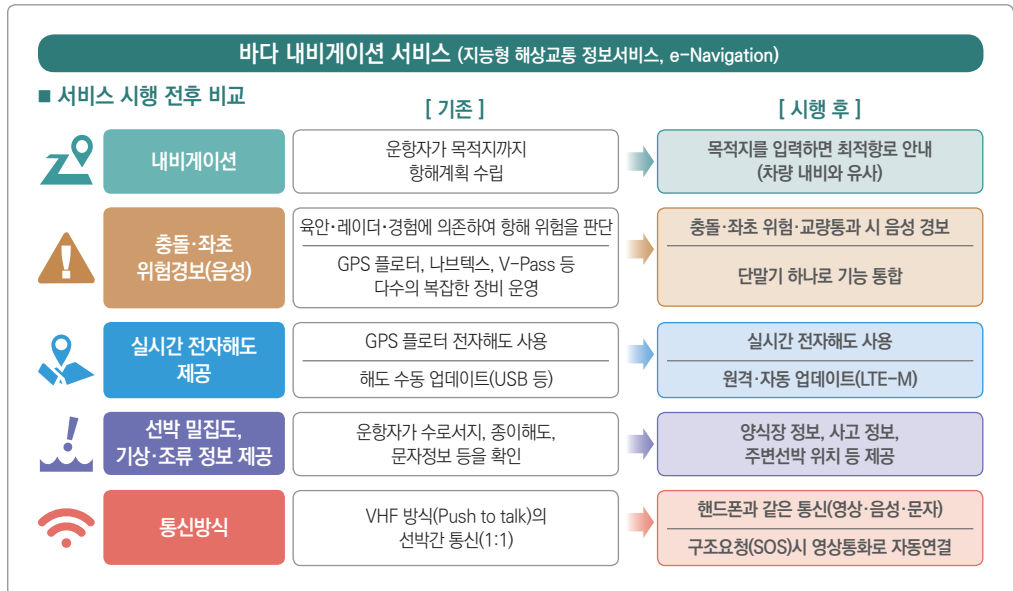 바다 내비게이션 서비스 (지능형 해상교통 정보서비스, e-Navigation)
■ 서비스 시행 전후 비교
[ 기존 ]
[ 시행 후 ]
내비게이션
운항자가 목적지까지
항해계획 수립
목적지를 입력하면 최적항로 안내
(차량 내비와 유사)
충돌·좌초
위험경보(음성)
육안·레이더·경험에 의존하여 항해 위험을 판단
GPS 플로터, 나브텍스, V-Pass 등
다수의 복잡한 장비 운영
충돌·좌초 위험·교량통과 시 음성 경보
단말기 하나로 기능 통합
실시간 전자해도
제공
GPS 플로터 전자해도 사용
해도 수동 업데이트(USB 등)
실시간 전자해도 사용
원격·자동 업데이트(LTE-M)
선박 밀집도,
기상·조류 정보 제공
운항자가 수로서지, 종이해도,
문자정보 등을 확인
양식장 정보, 사고 정보,
주변선박 위치 등 제공
통신방식
VHF 방식(Push to talk)의
선박간 통신(1:1)
핸드폰과 같은 통신(영상·음성·문자)
구조요청(SOS)시 영상통화로 자동연결